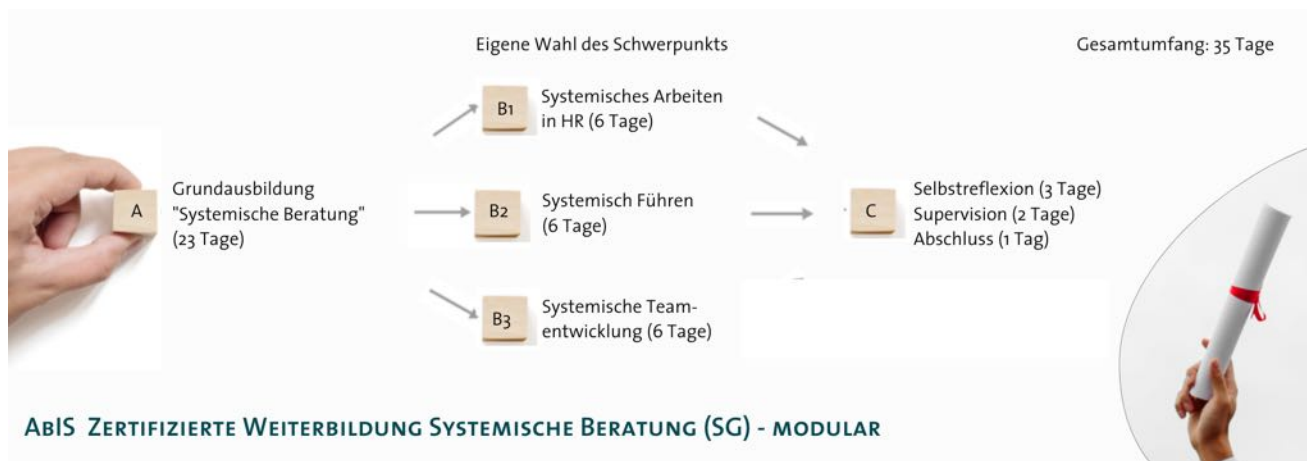 Eigene Wahl des Schwerpunkts
Gesamtumfang: 35 Tage
B1
Systemisches Arbeiten
in HR (6 Tage)
A
Grundausbildung
"Systemische Beratung"
(23 Tage)
B2
Systemisch Führen
(6 Tage)
C
Selbstreflexion (3 Tage)
Supervision (2 Tage)
Abschluss (1 Tag)
B3
Systemische Team-
entwicklung (6 Tage)
ABIS ZERTIFIZIERTE WEITERBILDUNG SYSTEMISCHE BERATUNG (SG) - MODULAR